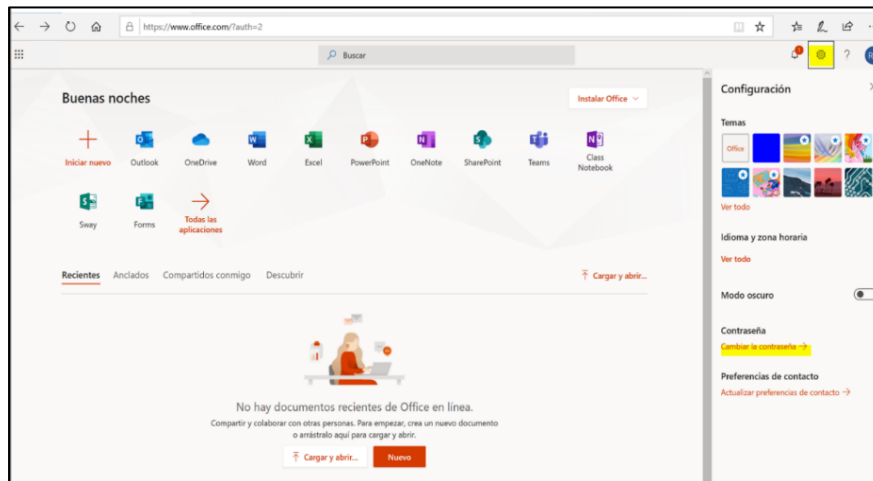 https://www.office.com/?auth=2
Buscar
1
?
R
Buenas noches
Instalar Office
Iniciar nuevo
Outlook
OneDrive
Word
Excel
PowerPoint
OneNote
SharePoint
Teams
Class
Notebook
Sway
Forms
Todas las
aplicaciones
Recientes
Anclados
Compartidos conmigo
Descubrir
Cargar y abrir...
No hay documentos recientes de Office en línea.
Compartir y colaborar con otras personas. Para empezar, crea un nuevo documento
o arrástralo aquí para cargar y abrir.
Cargar y abrir...
Nuevo
Configuración
Temas
Office
Ver todo
Idioma y zona horaria
Ver todo
Modo oscuro
Contraseña
Cambiar la contraseña →
Preferencias de contacto
Actualizar preferencias de contacto →